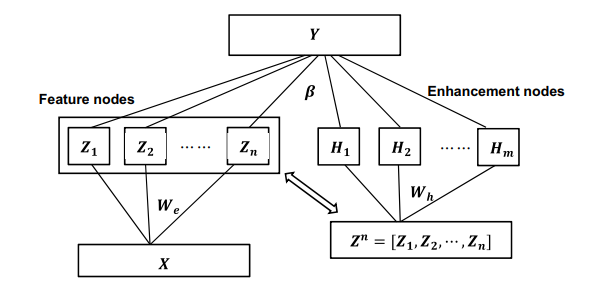 Y
Feature nodes
β
Enhancement nodes
Z₁ Z₂ ⋯⋯ Zₙ
H₁ H₂ ⋯⋯ Hₘ
Wₑ
Wₕ
X
Zⁿ = [Z₁, Z₂, ⋯, Zₙ]